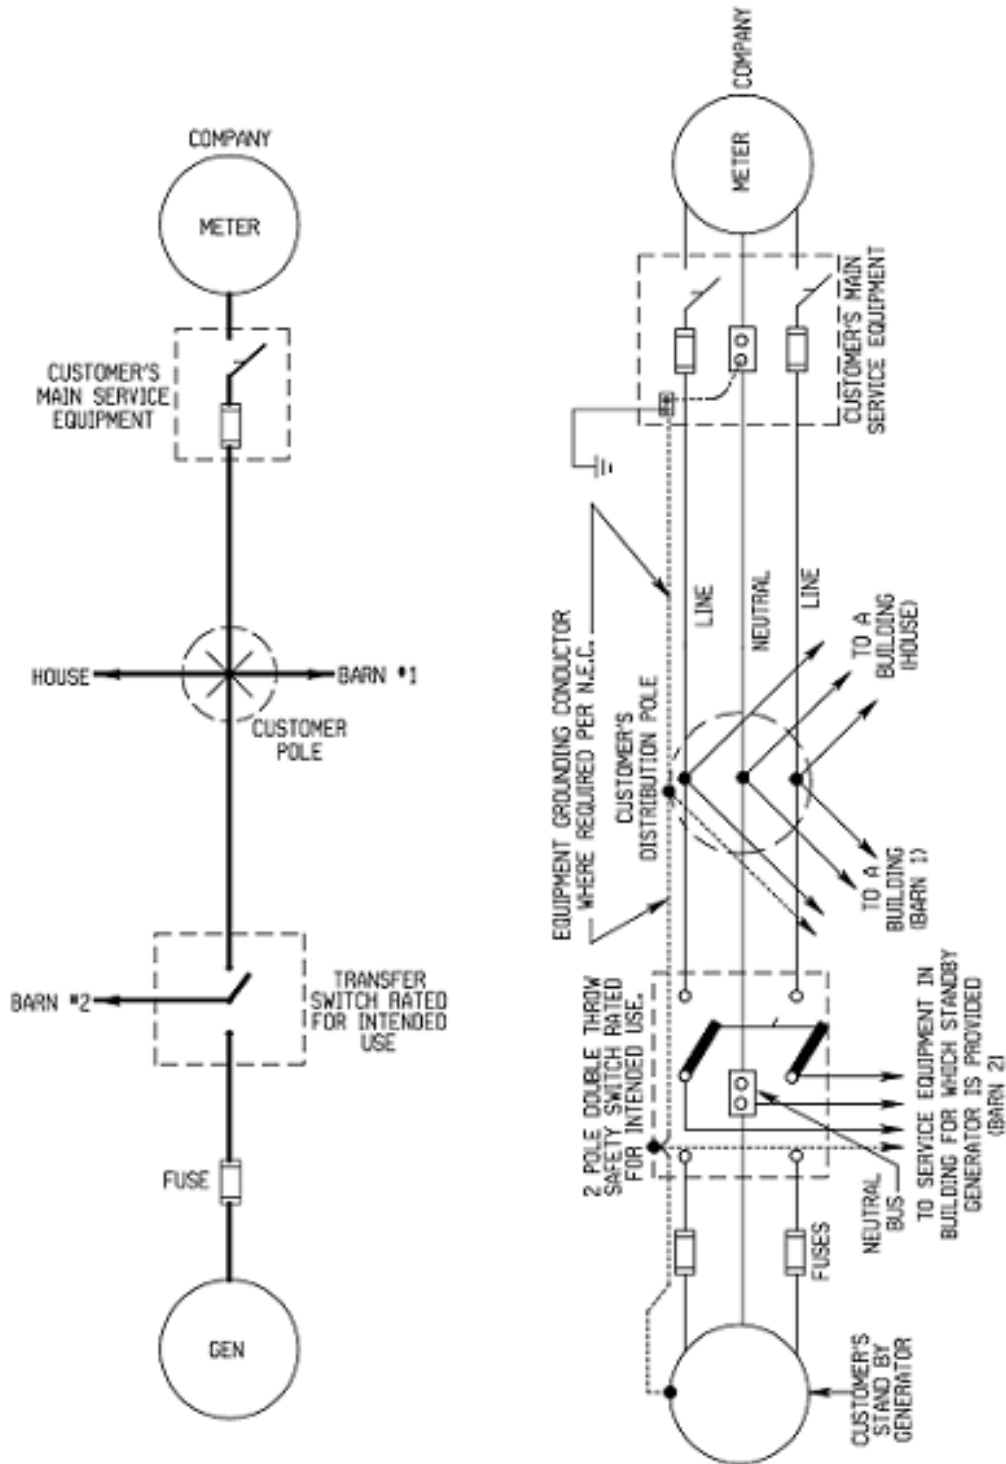 COMPANY
METER
CUSTOMER'S
MAIN SERVICE
EQUIPMENT
HOUSE
BARN #1
CUSTOMER
POLE
BARN #2
TRANSFER
SWITCH RATED
FOR INTENDED
USE
FUSE
GEN
COMPANY
METER
CUSTOMER'S MAIN
SERVICE EQUIPMENT
LINE
NEUTRAL
LINE
EQUIPMENT GROUNDING CONDUCTOR
WHERE REQUIRED PER N.E.C.
CUSTOMER'S
DISTRIBUTION POLE
TO A
BUILDING
(HOUSE)
TO A
BUILDING
(BARN 1)
2 POLE DOUBLE THROW
SAFETY SWITCH RATED
FOR INTENDED USE.
TO SERVICE EQUIPMENT IN
BUILDING FOR WHICH STANDBY
GENERATOR IS PROVIDED
(BARN 2)
NEUTRAL
BUS
FUSES
CUSTOMER'S
STAND BY
GENERATOR